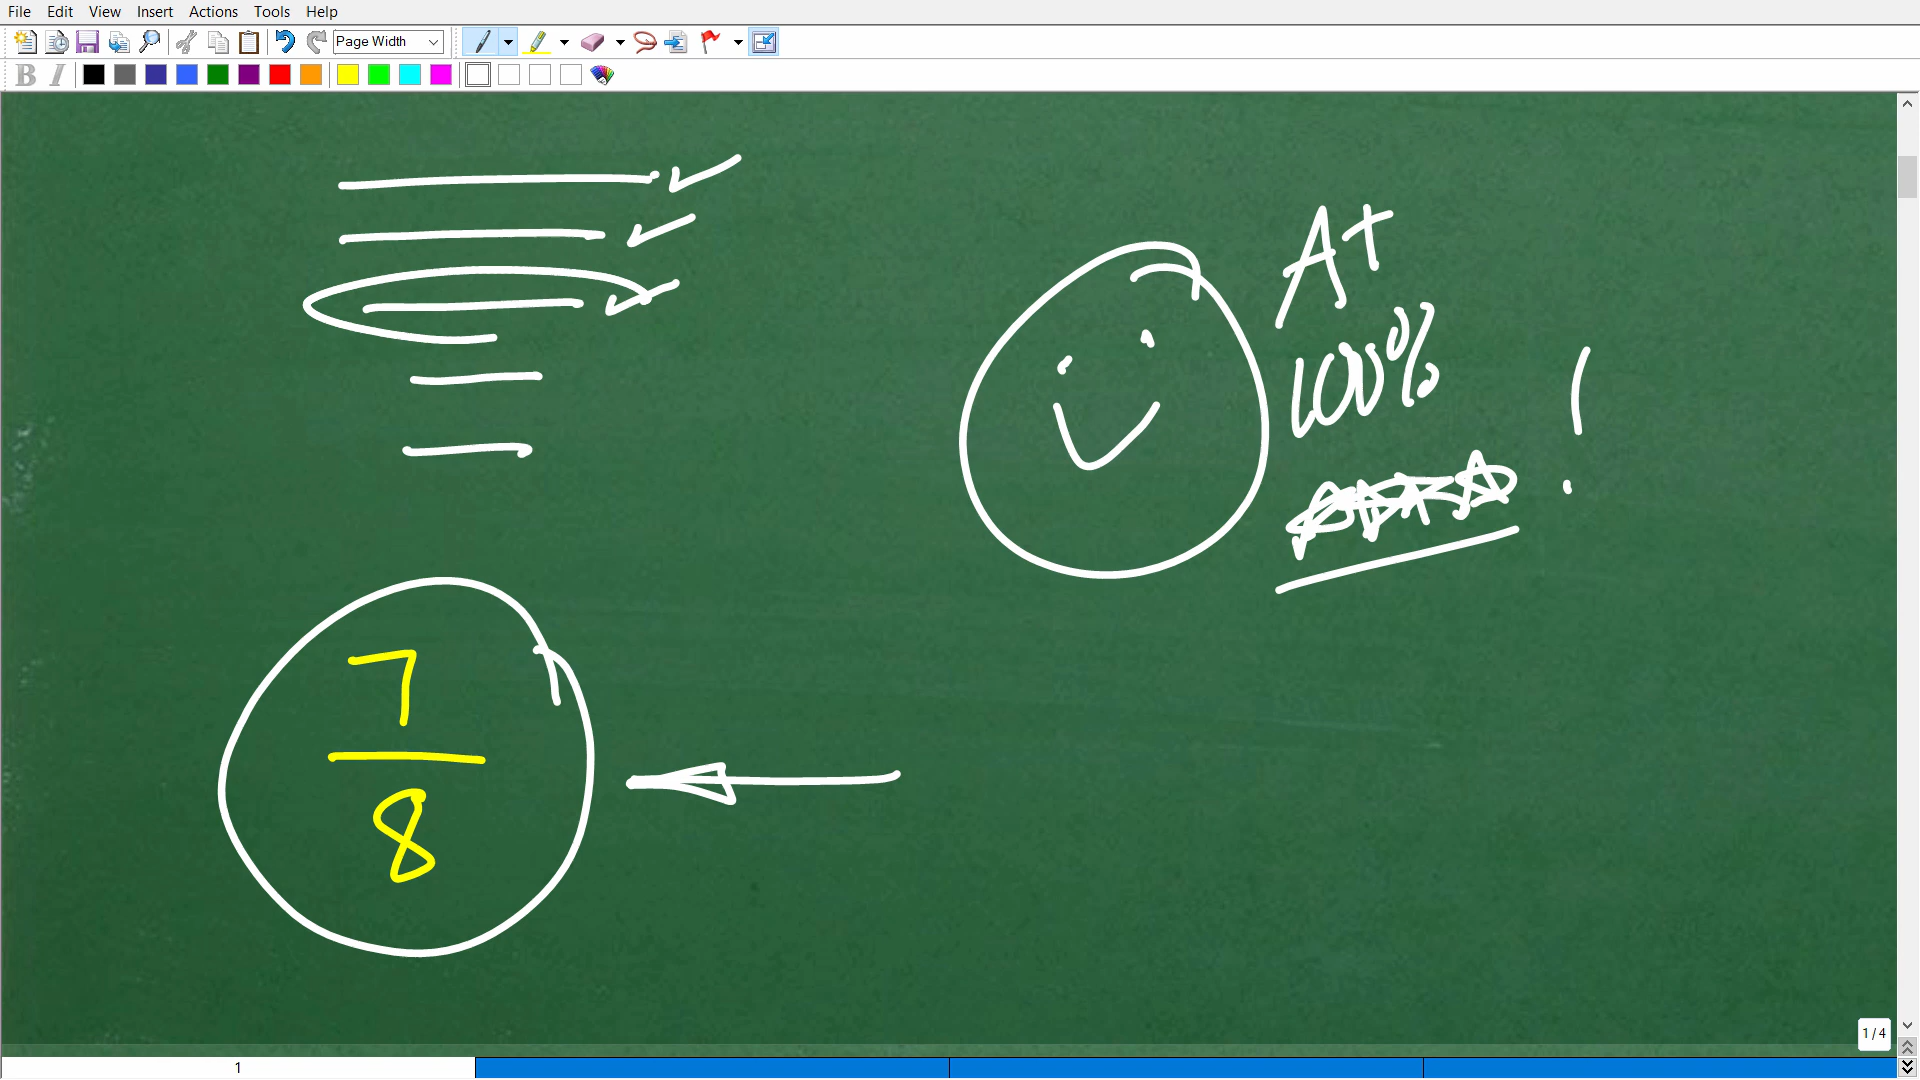 File Edit View Insert Actions Tools Help
Page Width
B I
A+
100%
!
7
8
1 / 4
1